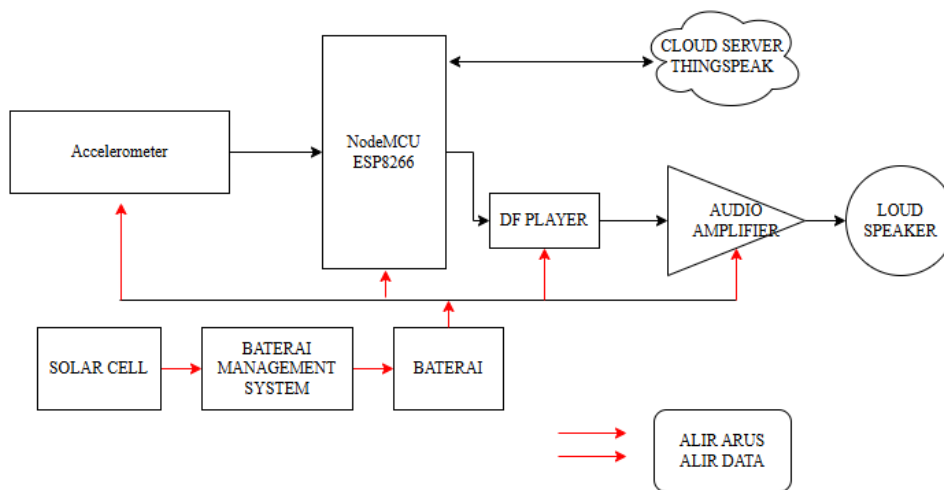 CLOUD SERVER
THINGSPEAK
Accelerometer
NodeMCU
ESP8266
DF PLAYER
AUDIO
AMPLIFIER
LOUD
SPEAKER
SOLAR CELL
BATERAI
MANAGEMENT
SYSTEM
BATERAI
ALIR ARUS
ALIR DATA